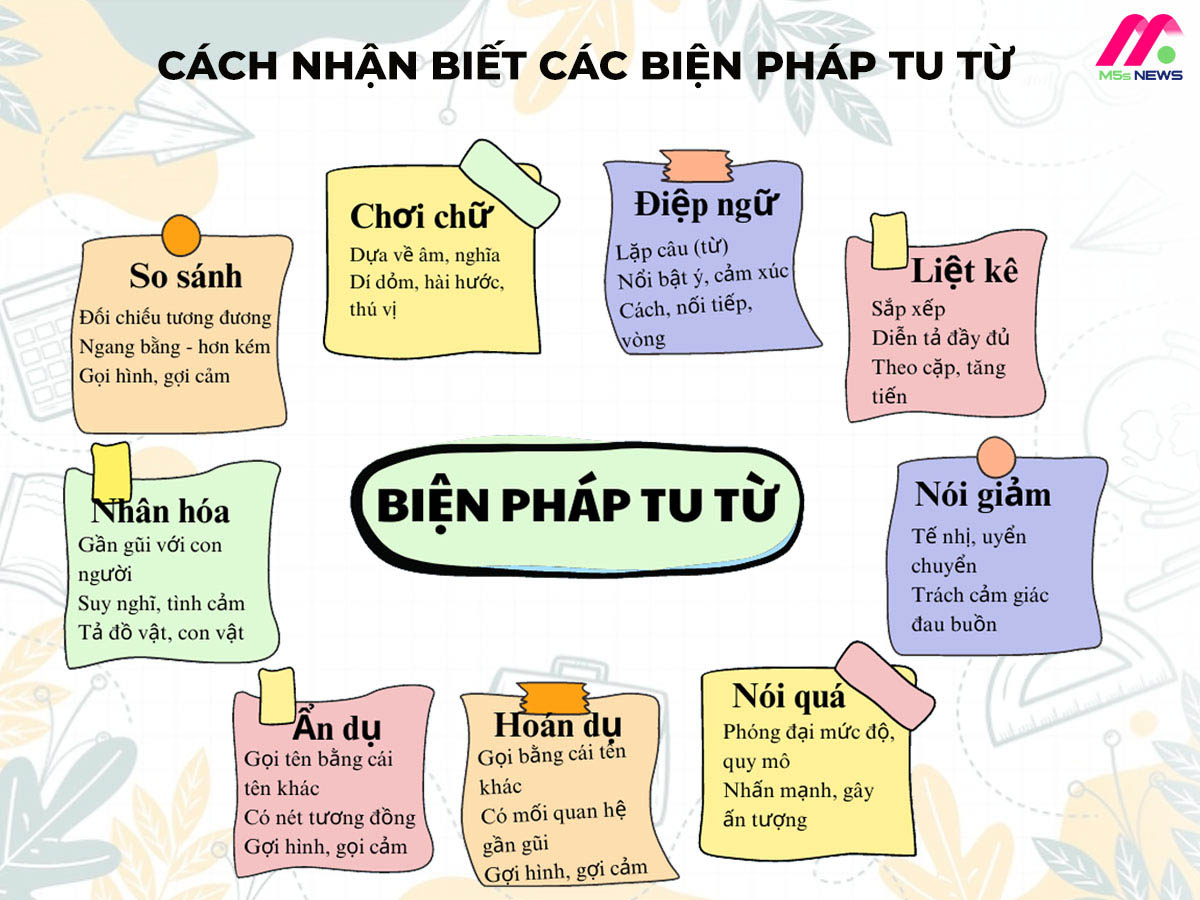 CÁCH NHẬN BIẾT CÁC BIỆN PHÁP TU TỪ
M5s NEWS
Chơi chữ
Dựa về âm, nghĩa
Dí dỏm, hài hước,
thú vị
Điệp ngữ
Lặp câu (từ)
Nổi bật ý, cảm xúc
Cách, nối tiếp,
vòng
So sánh
Đối chiếu tương đương
Ngang bằng - hơn kém
Gọi hình, gợi cảm
Liệt kê
Sắp xếp
Diễn tả đầy đủ
Theo cặp, tăng
tiến
BIỆN PHÁP TU TỪ
Nhân hóa
Gần gũi với con
người
Suy nghĩ, tình cảm
Tả đồ vật, con vật
Nói giảm
Tế nhị, uyển
chuyển
Trách cảm giác
đau buồn
Ẩn dụ
Gọi tên bằng cái
tên khác
Có nét tương đồng
Gợi hình, gọi cảm
Hoán dụ
Gọi bằng cái tên
khác
Có mối quan hệ
gần gũi
Gợi hình, gợi cảm
Nói quá
Phóng đại mức độ,
quy mô
Nhấn mạnh, gây
ấn tượng